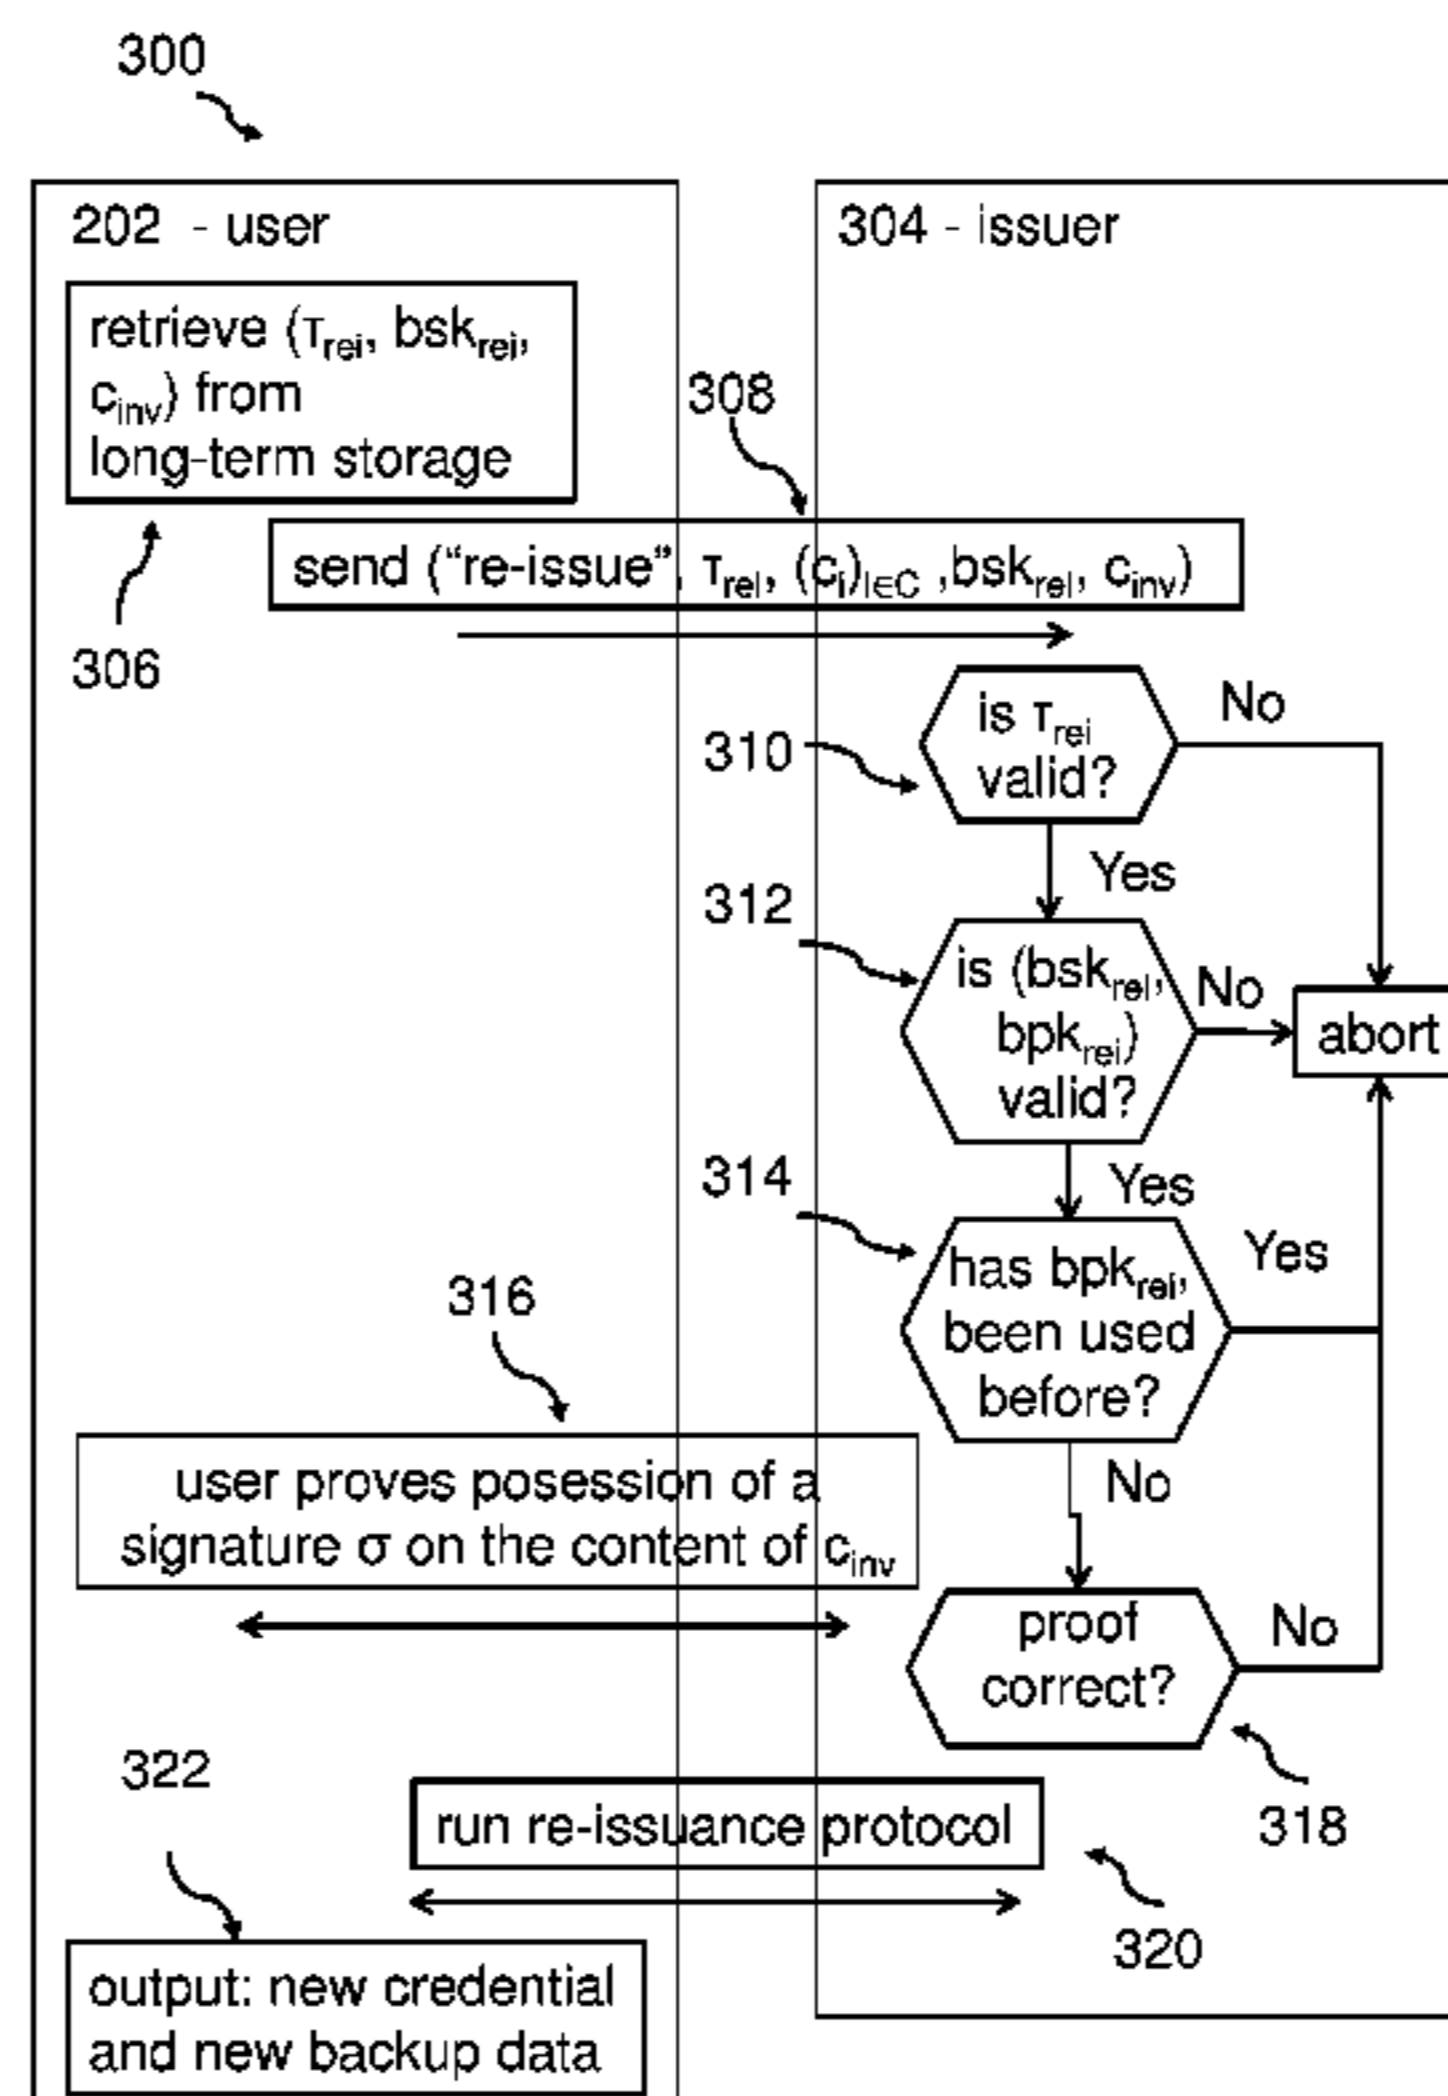 300
202 - user
304 - issuer
retrieve (τrei, bskrei,
cinv) from
long-term storage
308
send (“re-issue”, τrei, (ci)i∈C ,bskrei, cinv)
306
is τrei
valid?
No
310
Yes
312
is (bskrei,
bpkrei)
valid?
No
abort
Yes
314
has bpkrei,
been used
before?
Yes
316
No
user proves posession of a
signature σ on the content of cinv
proof
correct?
No
322
318
run re-issuance protocol
320
output: new credential
and new backup data